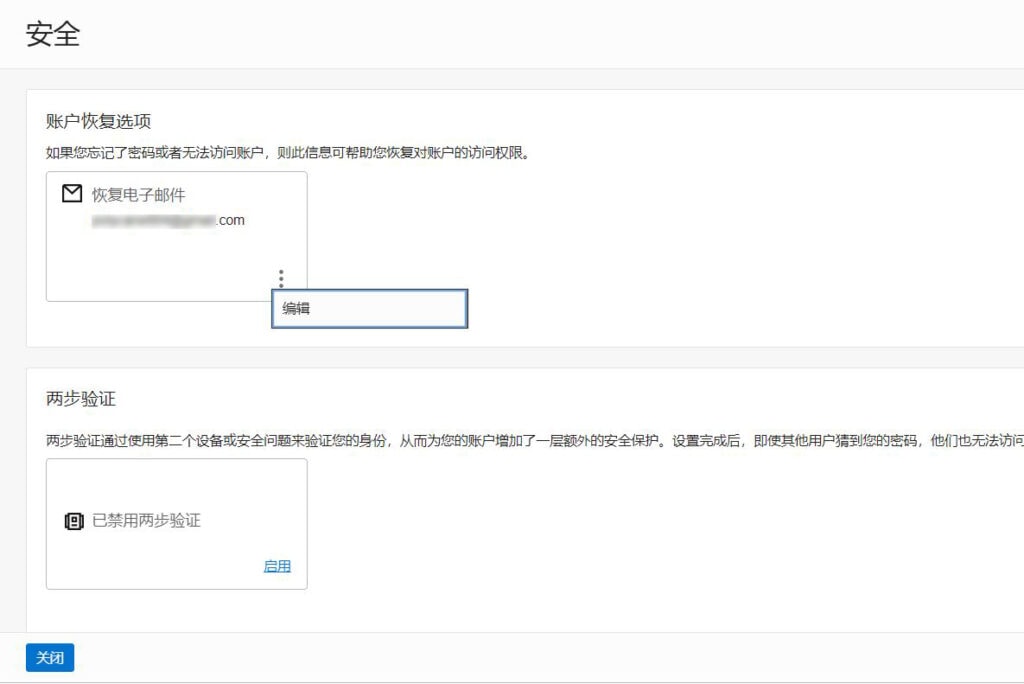 安全
账户恢复选项
如果您忘记了密码或者无法访问账户，则此信息可帮助您恢复对账户的访问权限。
恢复电子邮件
.com
编辑
两步验证
两步验证通过使用第二个设备或安全问题来验证您的身份，从而为您的账户增加了一层额外的安全保护。设置完成后，即使其他用户猜到您的密码，他们也无法访问
已禁用两步验证
启用
关闭